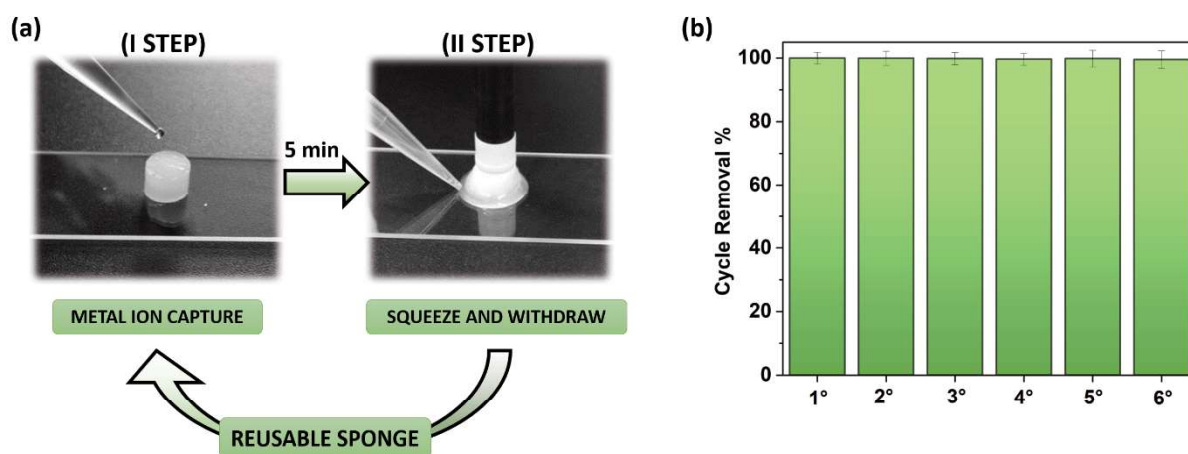 (a)
(I STEP)
(II STEP)
5 min
METAL ION CAPTURE
SQUEEZE AND WITHDRAW
REUSABLE SPONGE
(b)
Cycle Removal %
100
80
60
40
20
0
1° 2° 3° 4° 5° 6°